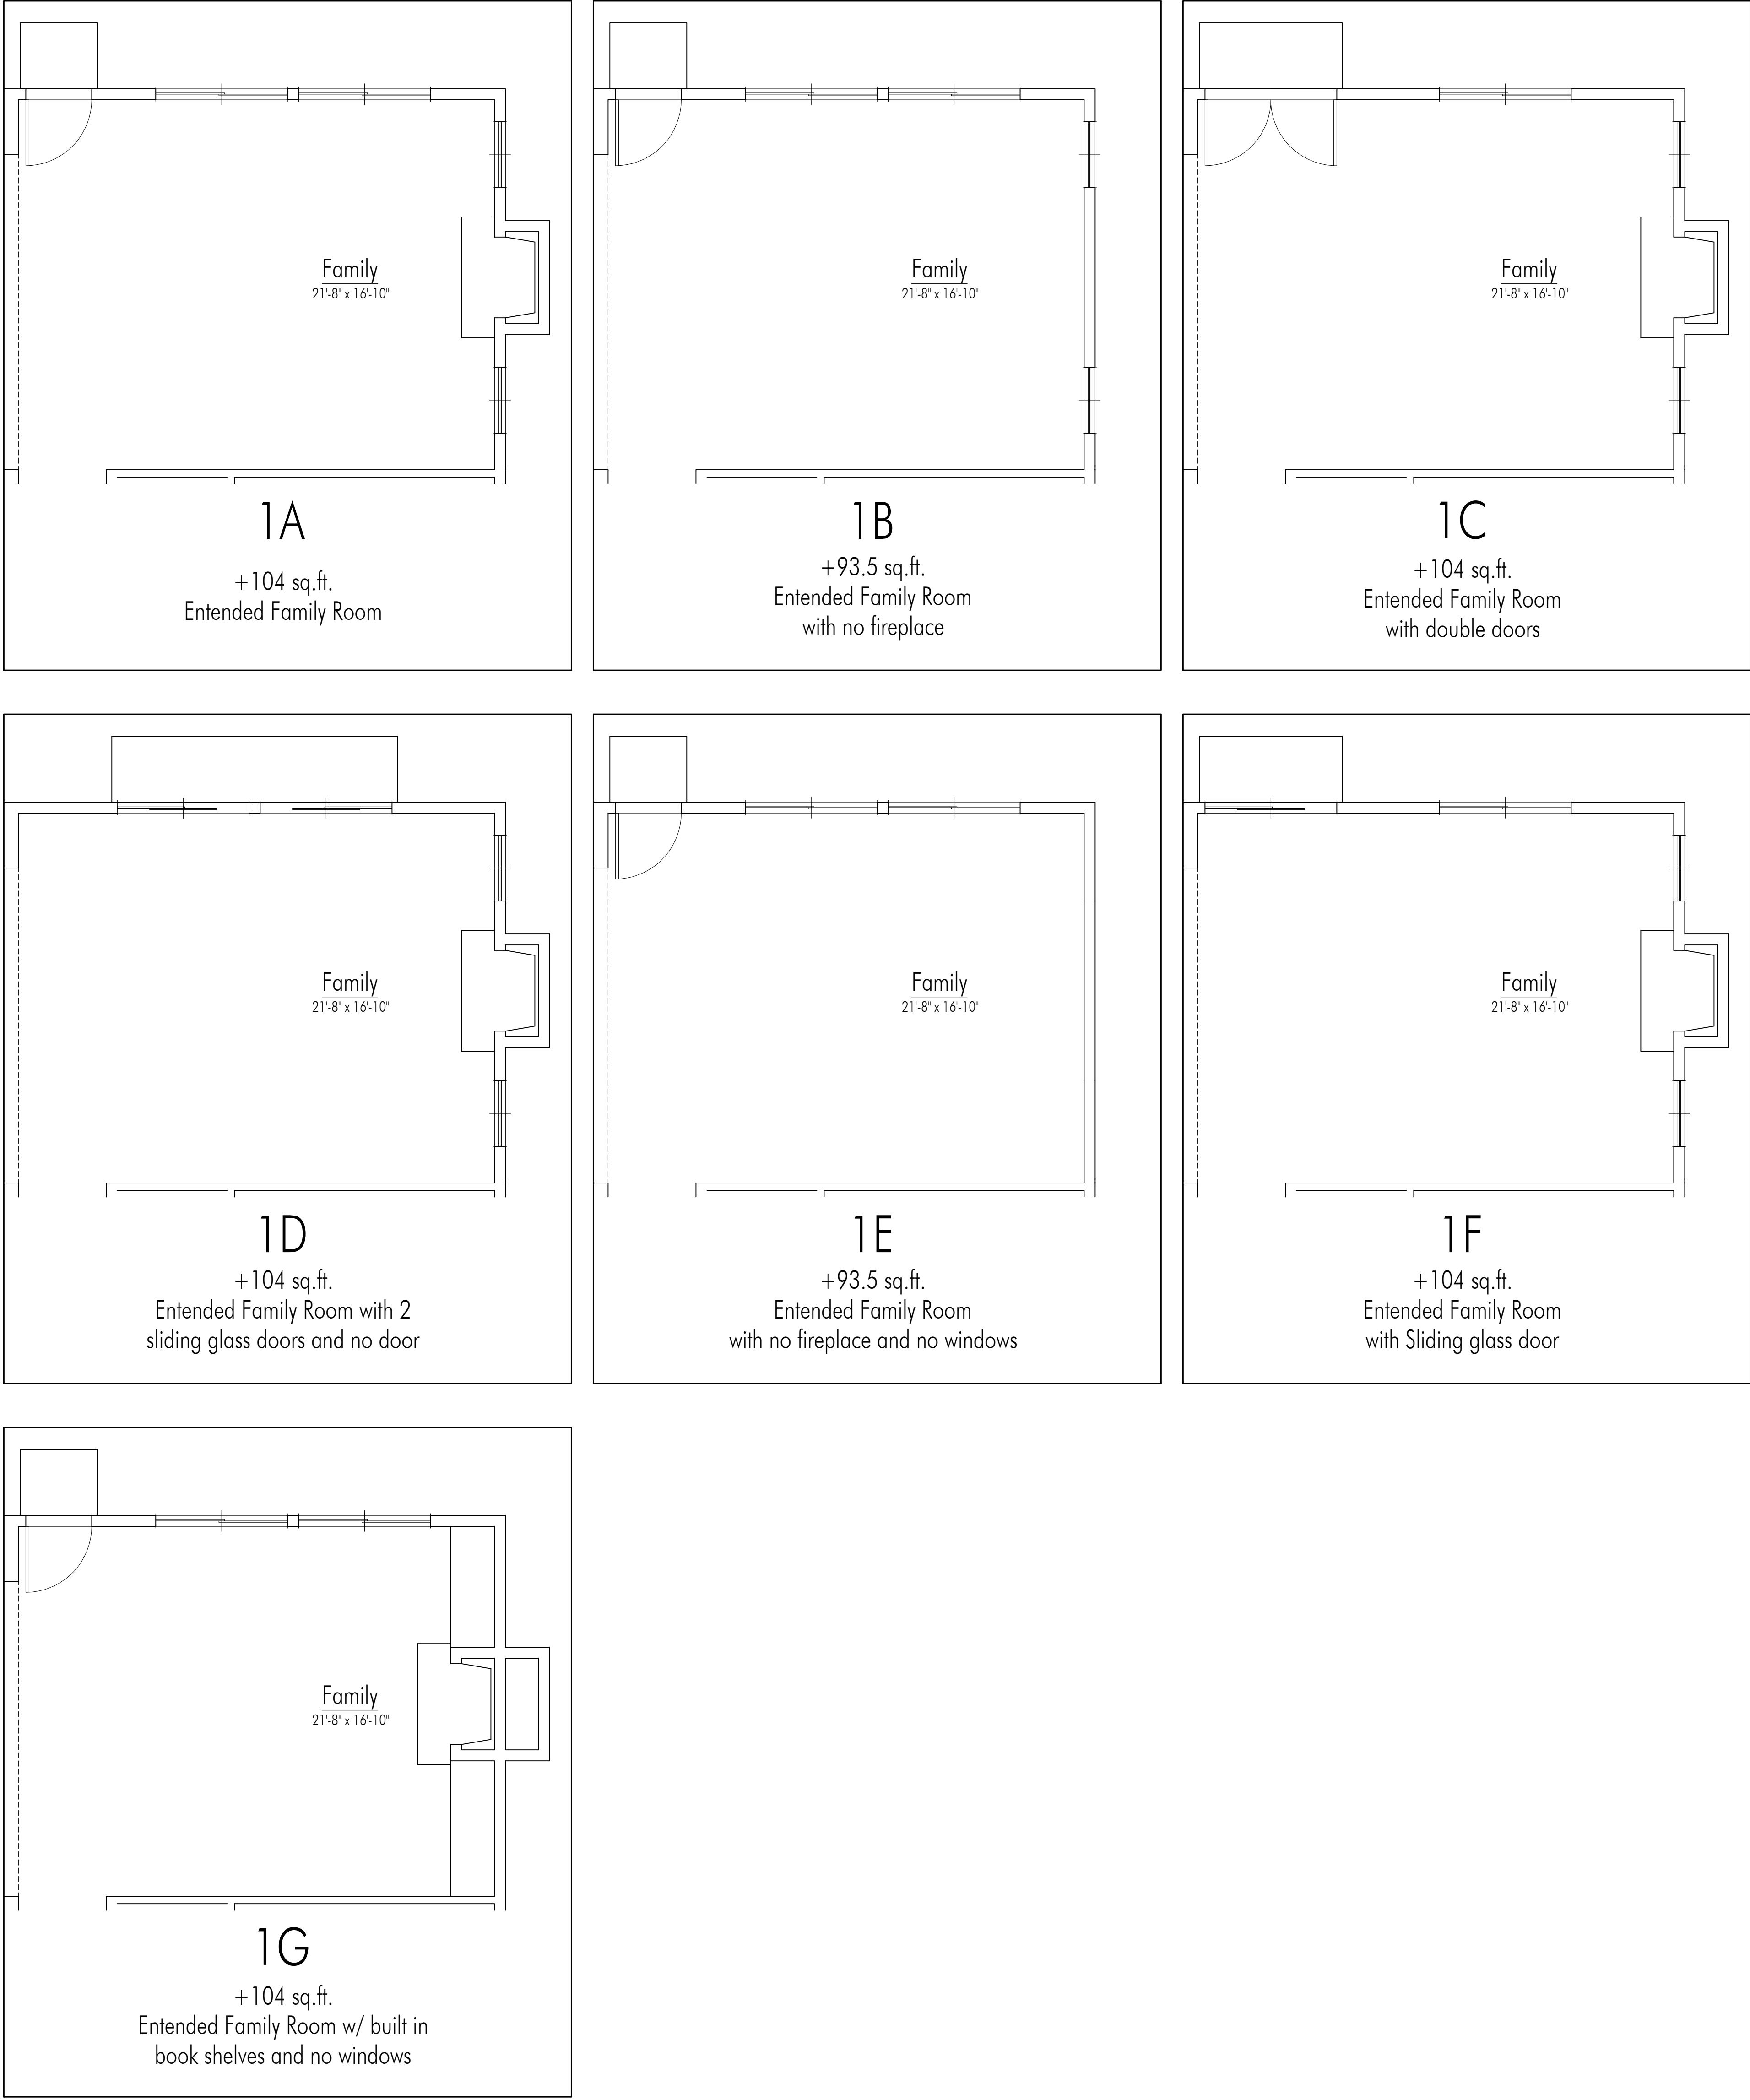 Family
21'-8" x 16'-10"
1A
+104 sq.ft.
Entended Family Room
Family
21'-8" x 16'-10"
1B
+93.5 sq.ft.
Entended Family Room
with no fireplace
Family
21'-8" x 16'-10"
1C
+104 sq.ft.
Entended Family Room
with double doors
Family
21'-8" x 16'-10"
1D
+104 sq.ft.
Entended Family Room with 2
sliding glass doors and no door
Family
21'-8" x 16'-10"
1E
+93.5 sq.ft.
Entended Family Room
with no fireplace and no windows
Family
21'-8" x 16'-10"
1F
+104 sq.ft.
Entended Family Room
with Sliding glass door
Family
21'-8" x 16'-10"
1G
+104 sq.ft.
Entended Family Room w/ built in
book shelves and no windows